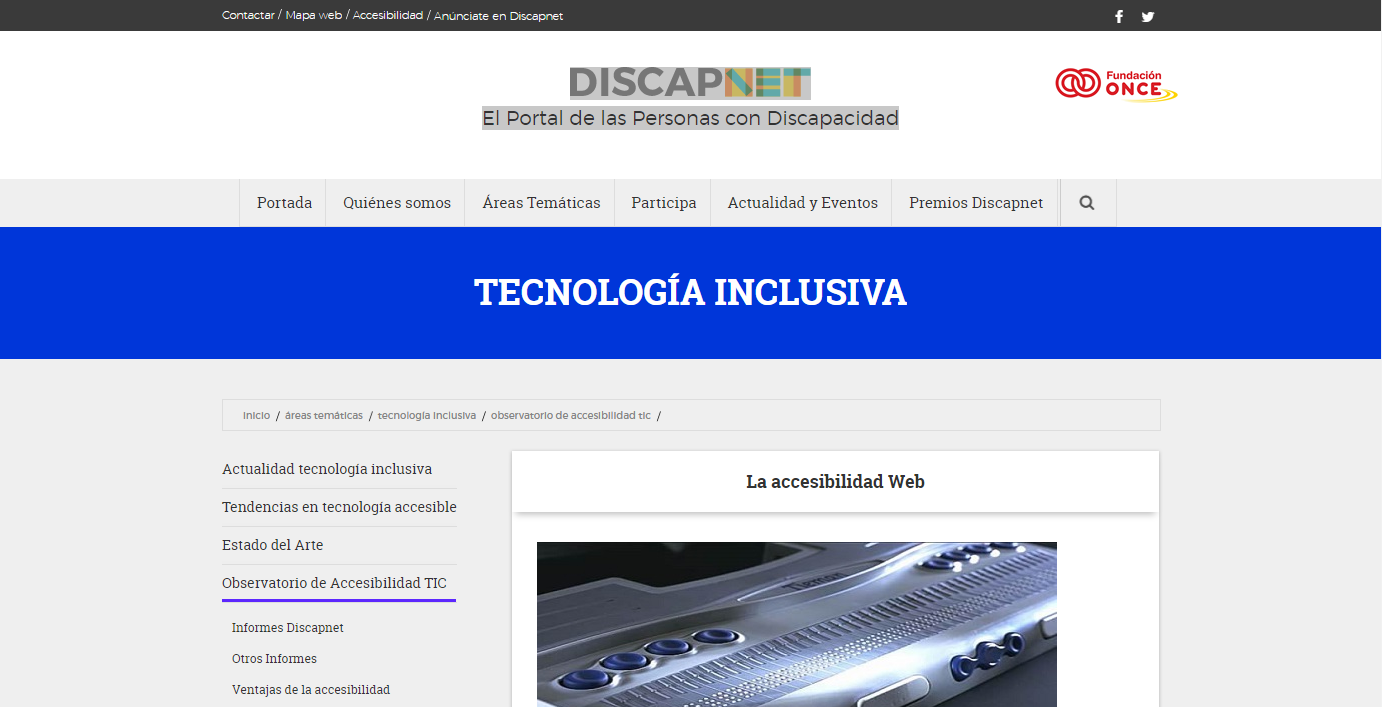 Contactar / Mapa web / Accesibilidad / Anúnciate en Discapnet
DISCAPNET
El Portal de las Personas con Discapacidad
Fundación
ONCE
Portada Quiénes somos Áreas Temáticas Participa Actualidad y Eventos Premios Discapnet
TECNOLOGÍA INCLUSIVA
inicio / áreas temáticas / tecnología inclusiva / observatorio de accesibilidad tic /
Actualidad tecnología inclusiva
Tendencias en tecnología accesible
Estado del Arte
Observatorio de Accesibilidad TIC
Informes Discapnet
Otros Informes
Ventajas de la accesibilidad
La accesibilidad Web